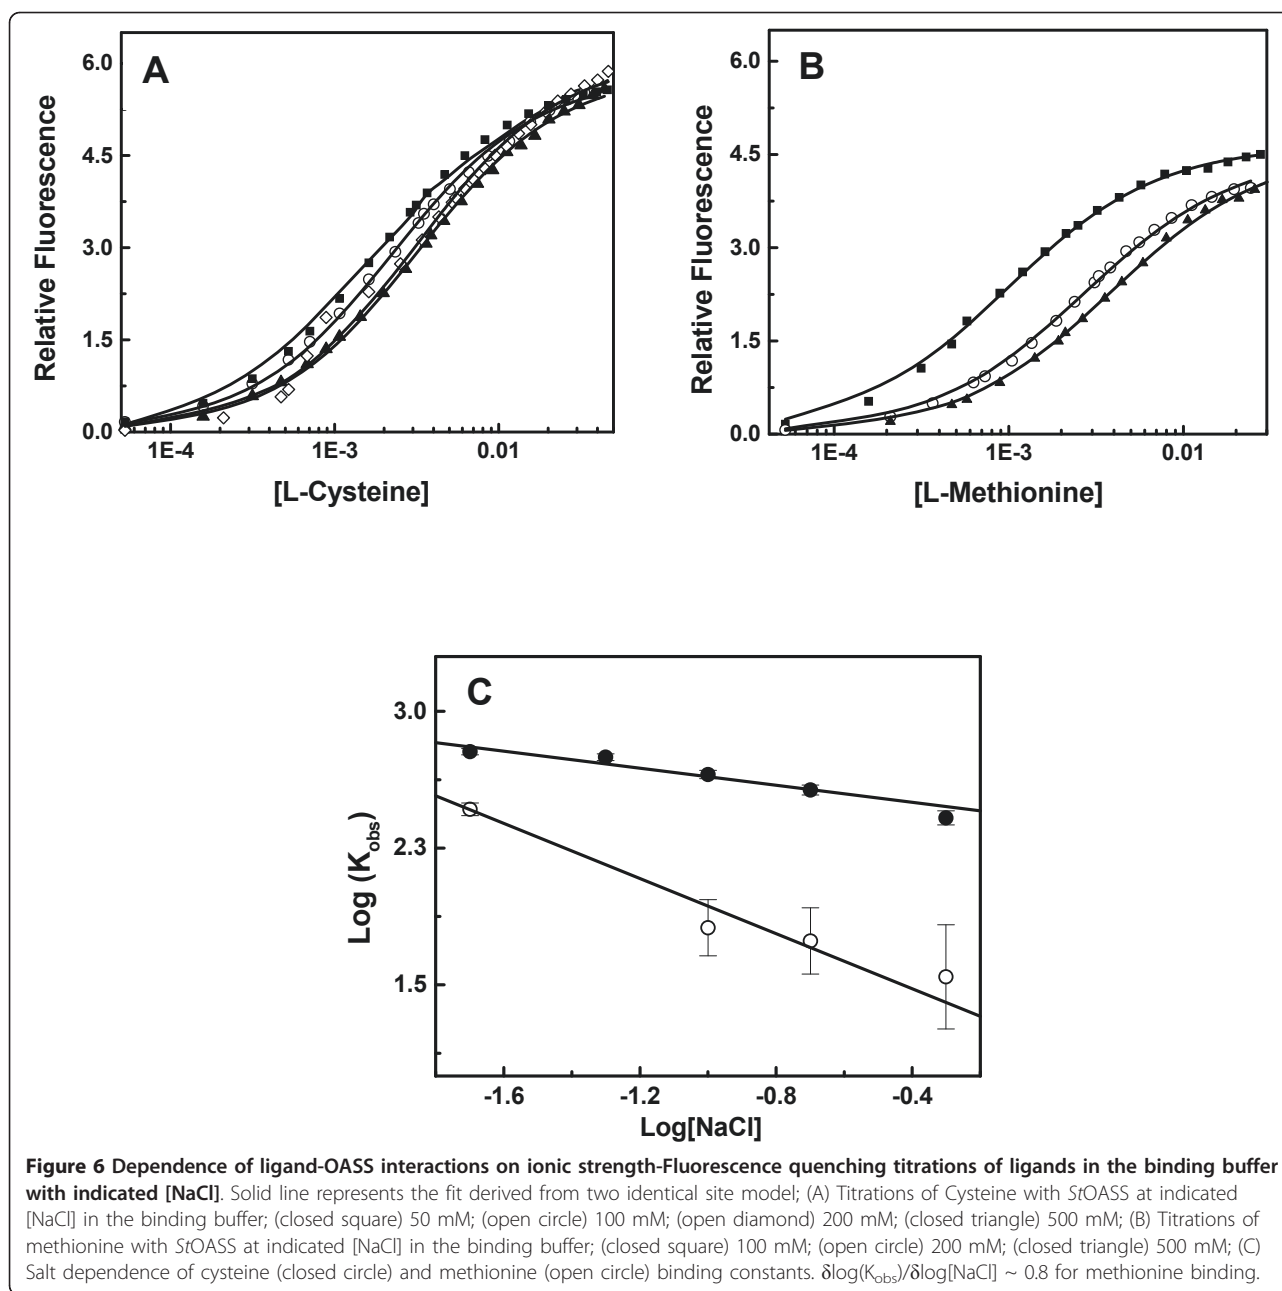 A
Relative Fluorescence
6.0
4.5
3.0
1.5
0.0
1E-4 1E-3 0.01
[L-Cysteine]
B
Relative Fluorescence
6.0
4.5
3.0
1.5
0.0
1E-4 1E-3 0.01
[L-Methionine]
C
Log (Kobs)
3.0
2.3
1.5
-1.6 -1.2 -0.8 -0.4
Log[NaCl]
Figure 6 Dependence of ligand-OASS interactions on ionic strength-Fluorescence quenching titrations of ligands in the binding buffer
with indicated [NaCl]. Solid line represents the fit derived from two identical site model; (A) Titrations of Cysteine with StOASS at indicated
[NaCl] in the binding buffer; (closed square) 50 mM; (open circle) 100 mM; (open diamond) 200 mM; (closed triangle) 500 mM; (B) Titrations of
methionine with StOASS at indicated [NaCl] in the binding buffer; (closed square) 100 mM; (open circle) 200 mM; (closed triangle) 500 mM; (C)
Salt dependence of cysteine (closed circle) and methionine (open circle) binding constants. δlog(Kobs)/δlog[NaCl] ~ 0.8 for methionine binding.